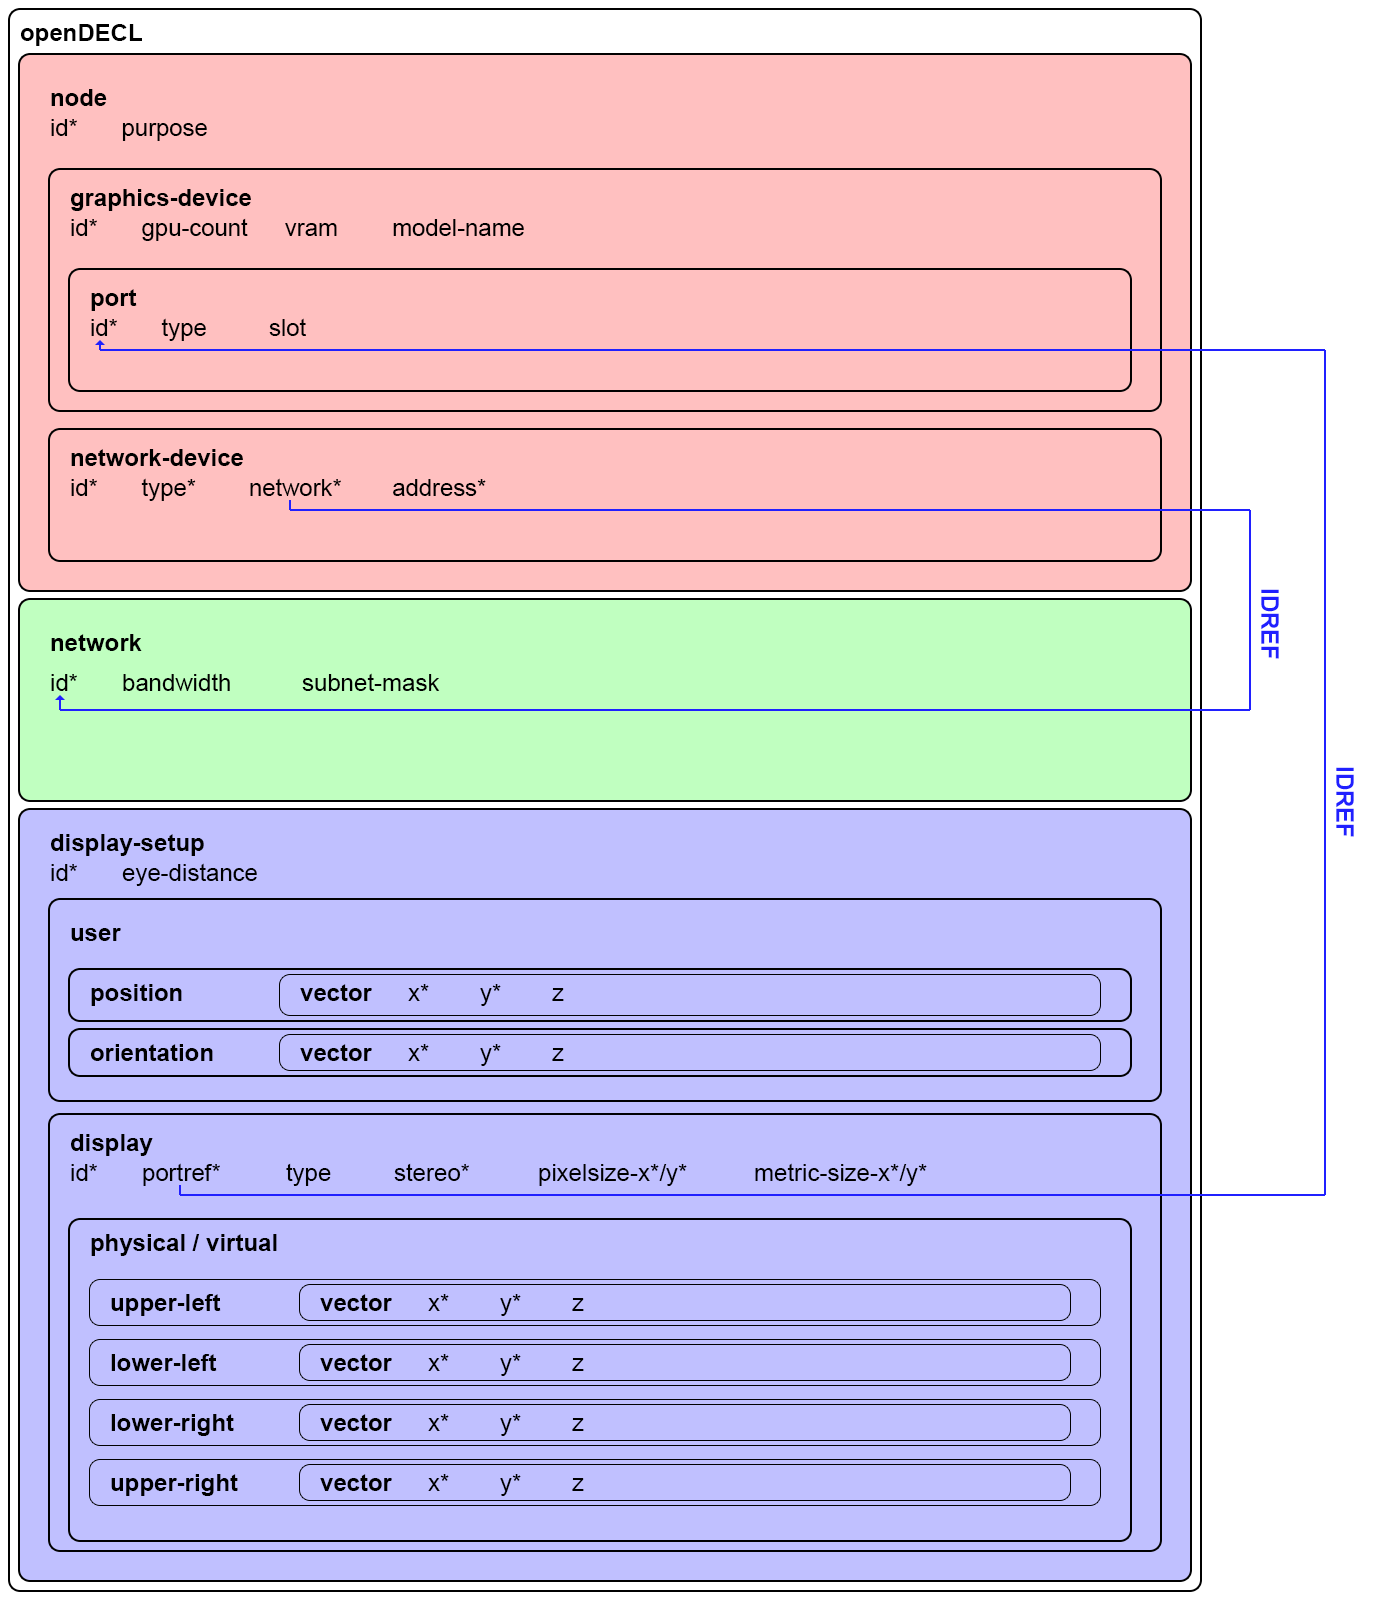 openDECL
node
id* purpose
graphics-device
id* gpu-count vram model-name
port
id* type slot
network-device
id* type* network* address*
IDREF
network
id* bandwidth subnet-mask
IDREF
display-setup
id* eye-distance
user
position vector x* y* z
orientation vector x* y* z
display
id* portref* type stereo* pixelsize-x*/y* metric-size-x*/y*
physical / virtual
upper-left vector x* y* z
lower-left vector x* y* z
lower-right vector x* y* z
upper-right vector x* y* z